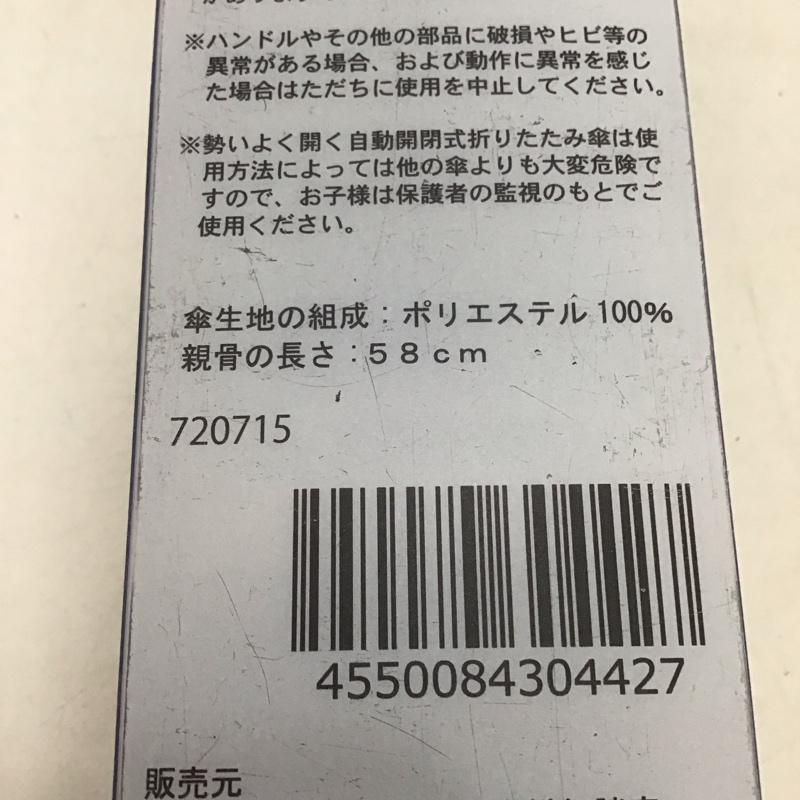 ※ハンドルやその他の部品に破損やヒビ等の
異常がある場合、および動作に異常を感じ
た場合はただちに使用を中止してください。
※勢いよく開く自動開閉式折りたたみ傘は使
用方法によっては他の傘よりも大変危険で
すので、お子様は保護者の監視のもとでご
使用ください。
傘生地の組成：ポリエステル 100%
親骨の長さ：５８ｃｍ
720715
4550084304427
販売元